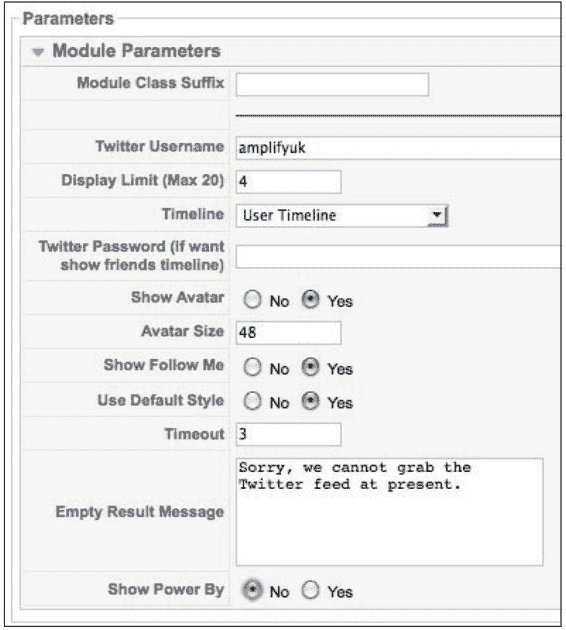 Parameters
Module Parameters
Module Class Suffix
Twitter Username amplifyuk
Display Limit (Max 20) 4
Timeline User Timeline
Twitter Password (If want
show friends timeline)
Show Avatar No Yes
Avatar Size 48
Show Follow Me No Yes
Use Default Style No Yes
Timeout 3
Empty Result Message Sorry, we cannot grab the
Twitter feed at present.
Show Power By No Yes